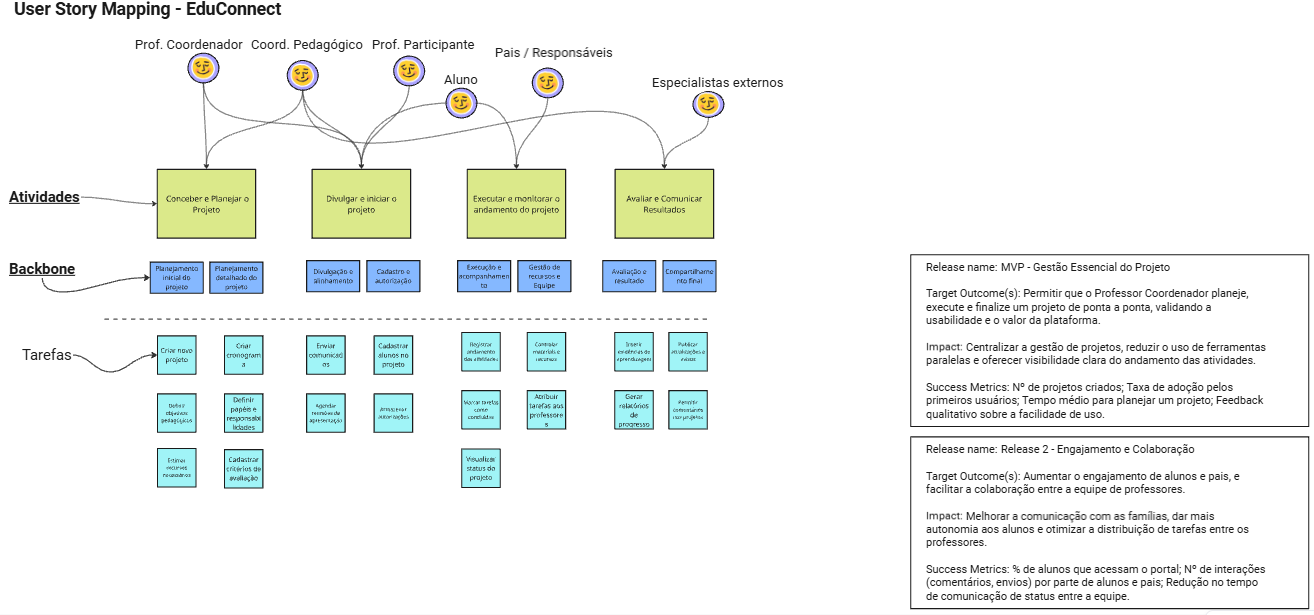 User Story Mapping - EduConnect
Prof. Coordenador
Coord. Pedagógico
Prof. Participante
Pais / Responsáveis
Aluno
Especialistas externos
Atividades
Conceber e Planejar o
Projeto
Divulgar e iniciar o
projeto
Executar e monitorar o
andamento do projeto
Avaliar e Comunicar
Resultados
Backbone
Planejamento
inicial do
projeto
Planejamento
detalhado do
projeto
Divulgação e
alinhamento
Cadastro e
autorização
Execução e
acompanhamen
to
Gestão de
recursos e
Equipe
Avaliação e
resultado
Compartilhame
nto final
Tarefas
Criar novo
projeto
Criar
cronogram
a
Enviar
comunicad
os
Cadastrar
alunos no
projeto
Registrar
andamento
das atividades
Controlar
materiais e
recursos
Inserir
evidências de
aprendizagem
Publicar
atualizações e
avisos
Definir
objetivos
pedagógicos
Definir
papéis e
responsabi
lidades
Agendar
reuniões de
apresentação
Armazenar
autorizações
Marcar tarefas
como
concluídas
Atribuir
tarefas aos
professore
s
Gerar
relatórios
de
progresso
Permitir
comentários
nos projetos
Estimar
recursos
necessários
Cadastrar
critérios de
avaliação
Visualizar
status do
projeto
Release name: MVP - Gestão Essencial do Projeto
Target Outcome(s): Permitir que o Professor Coordenador planeje,
execute e finalize um projeto de ponta a ponta, validando a
usabilidade e o valor da plataforma.
Impact: Centralizar a gestão de projetos, reduzir o uso de ferramentas
paralelas e oferecer visibilidade clara do andamento das atividades.
Success Metrics: Nº de projetos criados; Taxa de adoção pelos
primeiros usuários; Tempo médio para planejar um projeto; Feedback
qualitativo sobre a facilidade de uso.
Release name: Release 2 - Engajamento e Colaboração
Target Outcome(s): Aumentar o engajamento de alunos e pais, e
facilitar a colaboração entre a equipe de professores.
Impact: Melhorar a comunicação com as famílias, dar mais
autonomia aos alunos e otimizar a distribuição de tarefas entre os
professores.
Success Metrics: % de alunos que acessam o portal; Nº de interações
(comentários, envios) por parte de alunos e pais; Redução no tempo
de comunicação de status entre a equipe.